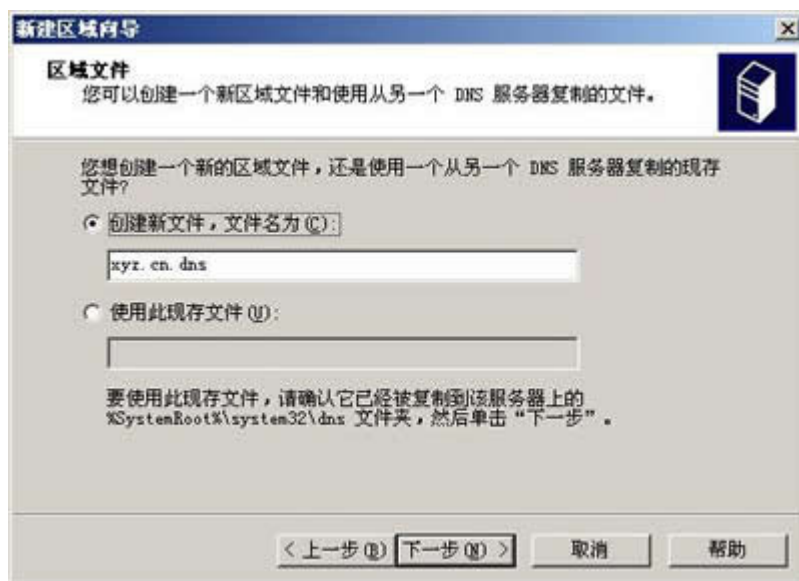 新建区域向导
区域文件
您可以创建一个新区域文件和使用从另一个 DNS 服务器复制的文件。
您想创建一个新的区域文件，还是使用一个从另一个 DNS 服务器复制的现存
文件?
创建新文件，文件名为(C):
xyz.cn.dns
使用此现存文件(U):
要使用此现存文件，请确认它已经被复制到该服务器上的
%SystemRoot%\system32\dns 文件夹，然后单击“下一步”。
< 上一步(B)
下一步(N) >
取消
帮助